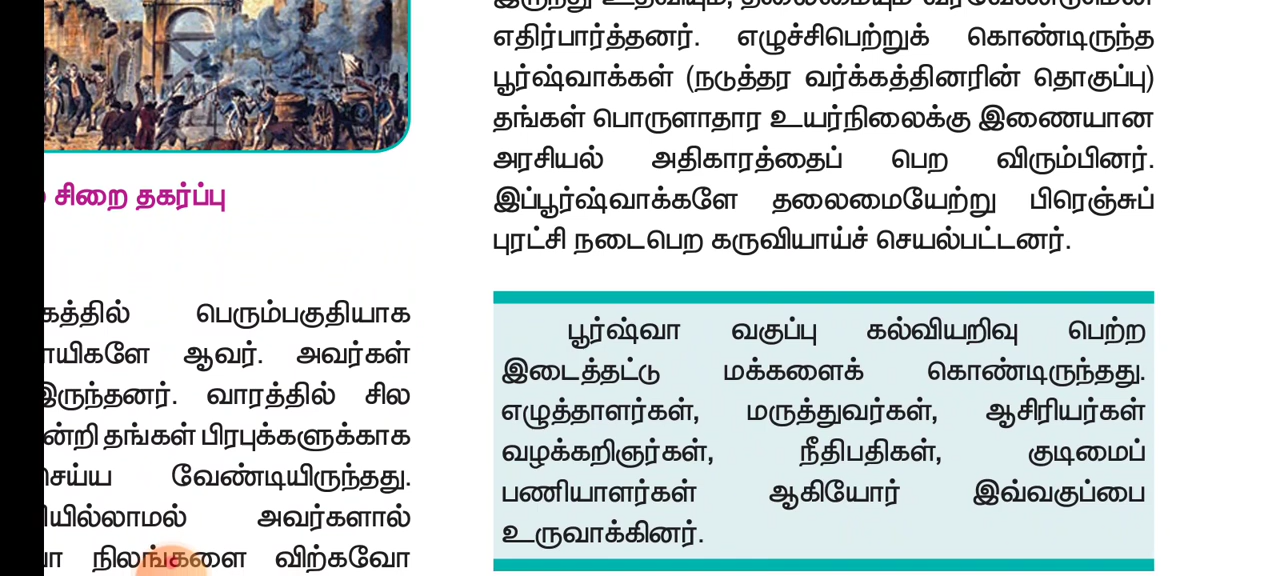 சிறை தகர்ப்பு
பெரும்பகுதியாக
ஆவர். அவர்கள்
இருந்தனர். வாரத்தில் சில
தங்கள் பிரபுக்களுக்காக
வேண்டியிருந்தது.
அவர்களால்
நிலங்களை விற்கவோ
எதிர்பார்த்தனர். எழுச்சிபெற்றுக் கொண்டிருந்த
பூர்ஷ்வாக்கள் (நடுத்தர வர்க்கத்தினரின் தொகுப்பு)
தங்கள் பொருளாதார உயர்நிலைக்கு இணையான
அரசியல் அதிகாரத்தைப் பெற விரும்பினர்.
இப்பூர்ஷ்வாக்களே தலைமையேற்று பிரெஞ்சுப்
புரட்சி நடைபெற கருவியாய்ச் செயல்பட்டனர்.
பூர்ஷ்வா வகுப்பு கல்வியறிவு பெற்ற
இடைத்தட்டு மக்களைக் கொண்டிருந்தது.
எழுத்தாளர்கள், மருத்துவர்கள், ஆசிரியர்கள்
வழக்கறிஞர்கள், நீதிபதிகள், குடிமைப்
பணியாளர்கள் ஆகியோர் இவ்வகுப்பை
உருவாக்கினர்.